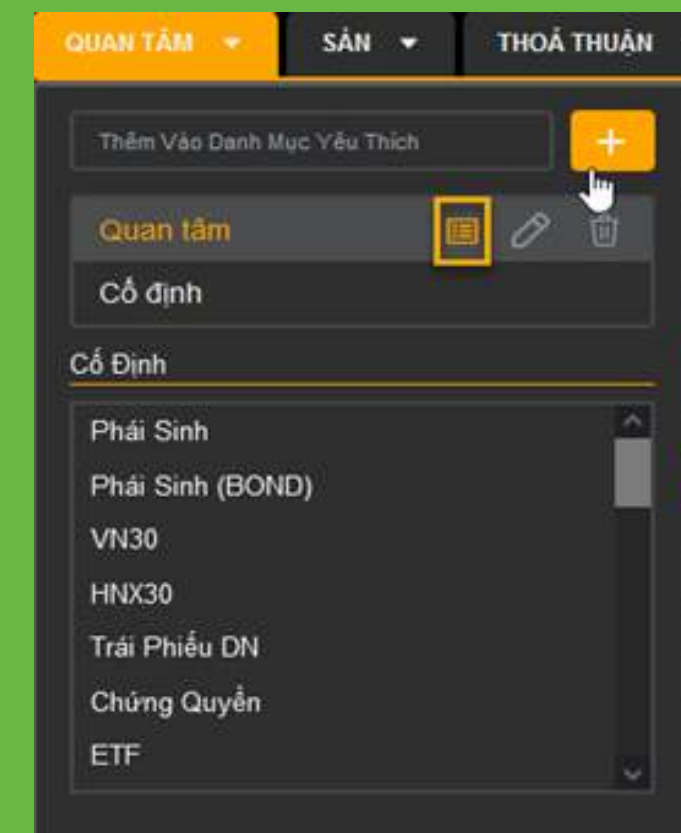 QUAN TÂM SÀN THOẢ THUẬN
Thêm Vào Danh Mục Yêu Thích
Quan tâm
Cố định
Cố Định
Phái Sinh
Phái Sinh (BOND)
VN30
HNX30
Trái Phiếu DN
Chứng Quyền
ETF